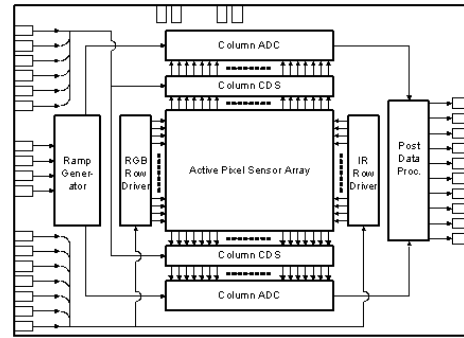 Column ADC
Column CDS
Ramp
Gener-
ator
RGB
Row
Driver
Active Pixel Sensor Array
IR
Row
Driver
Post
Data
Proc.
Column CDS
Column ADC